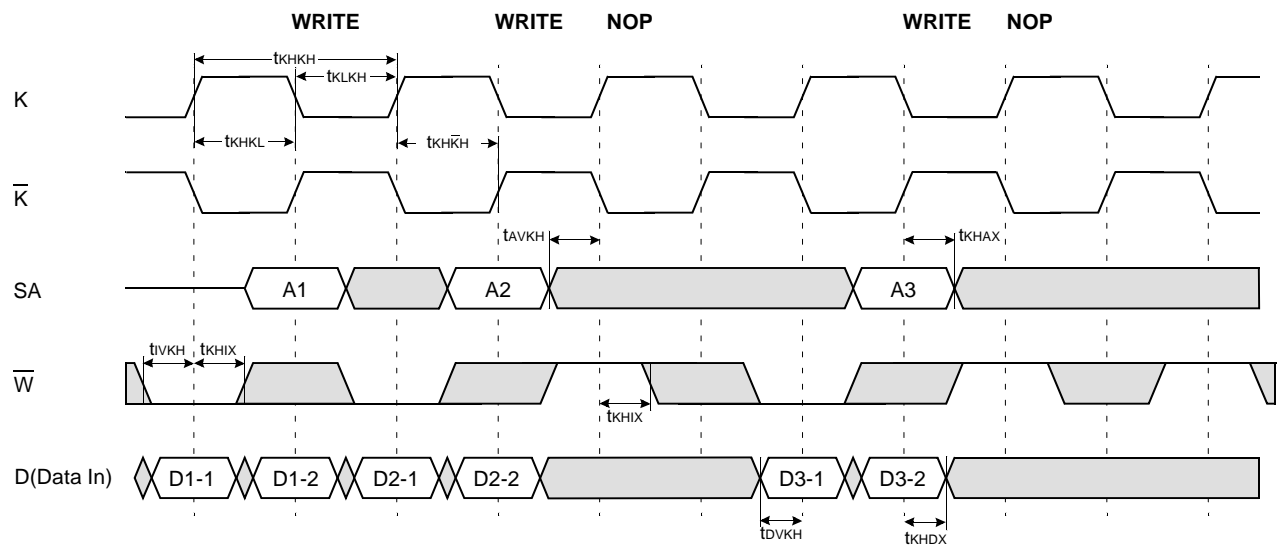 WRITE WRITE NOP WRITE NOP
tKHKH
tKLKH
K
tKHKL tKHK̅H
K̅
tAVKH tKHAX
SA A1 A2 A3
tIVKH tKHIX
W̅
tKHIX
D(Data In) D1-1 D1-2 D2-1 D2-2 D3-1 D3-2
tDVKH tKHDX